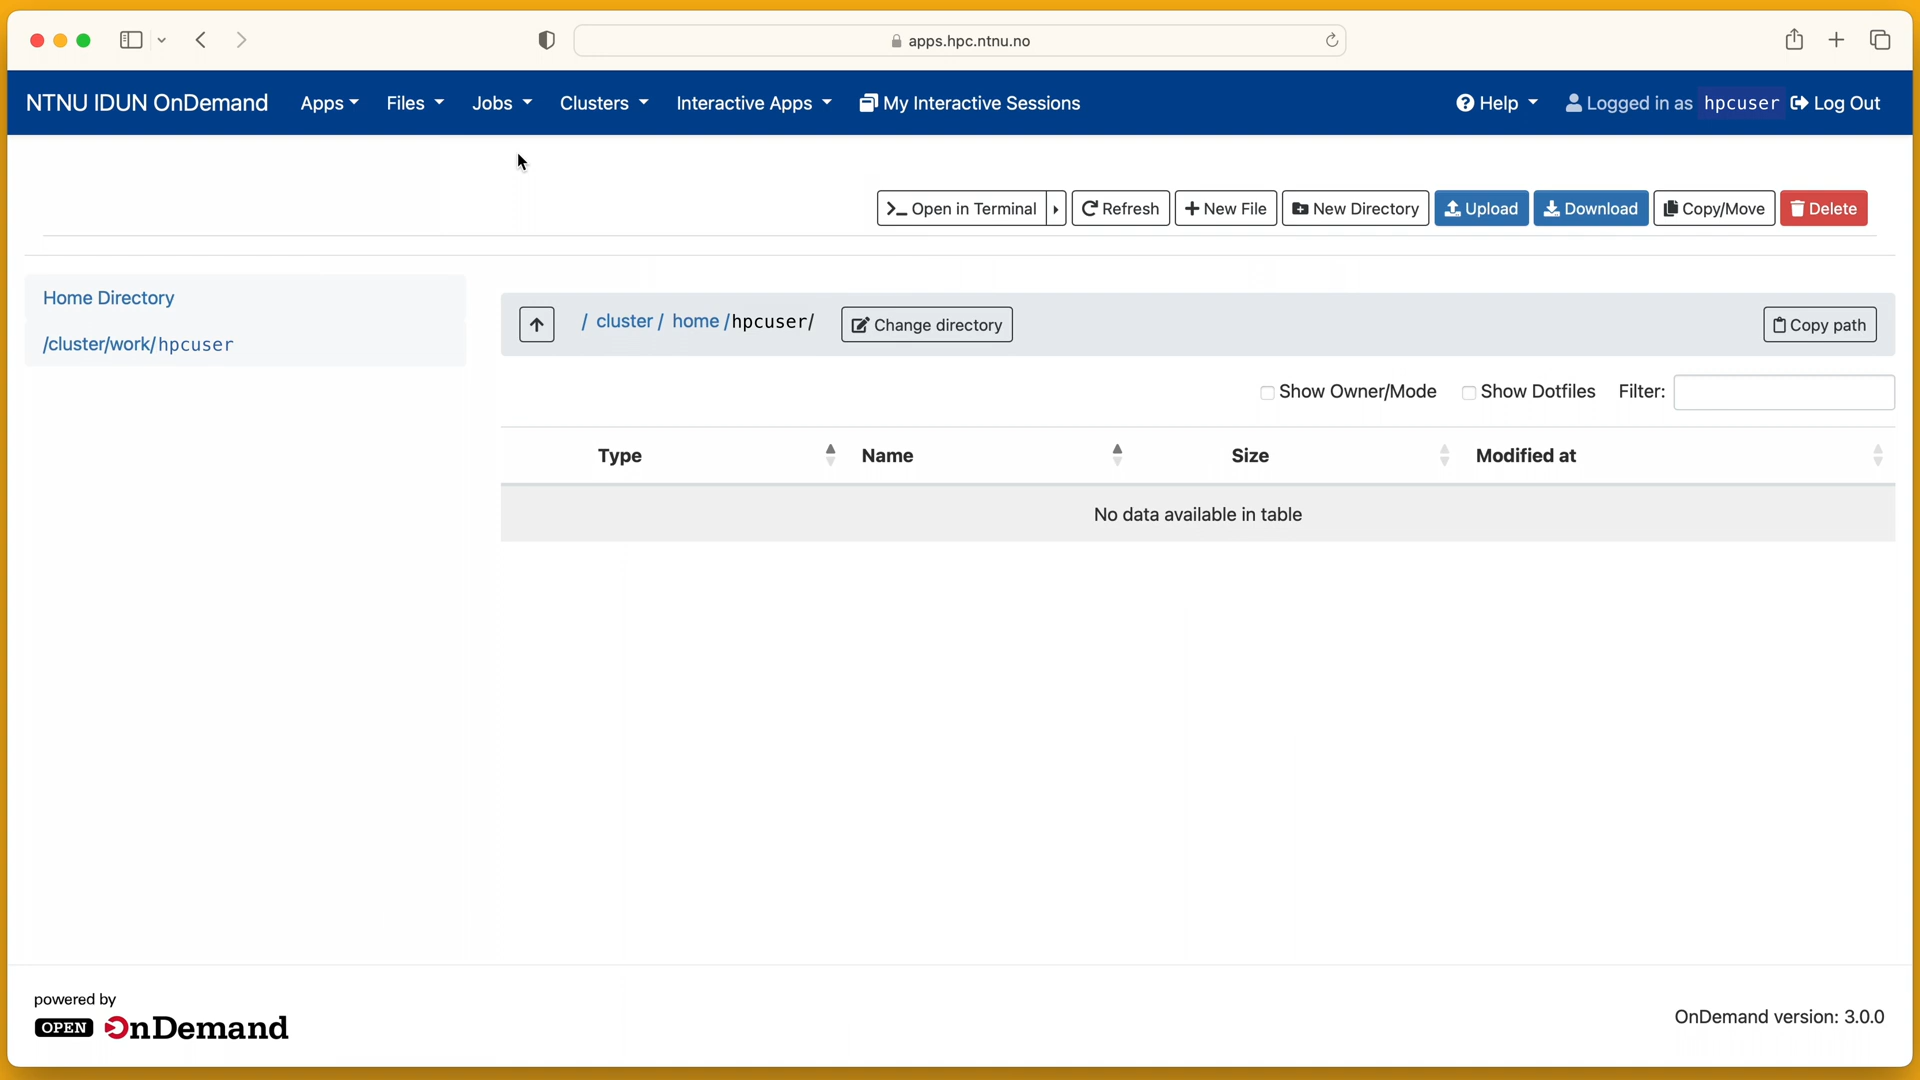 apps.hpc.ntnu.no
NTNU IDUN OnDemand Apps Files Jobs Clusters Interactive Apps My Interactive Sessions Help Logged in as hpcuser Log Out
Open in Terminal Refresh New File New Directory Upload Download Copy/Move Delete
Home Directory
/cluster/work/hpcuser
/ cluster / home /hpcuser/ Change directory Copy path
Show Owner/Mode Show Dotfiles Filter:
Type Name Size Modified at
No data available in table
powered by
OPEN OnDemand
OnDemand version: 3.0.0